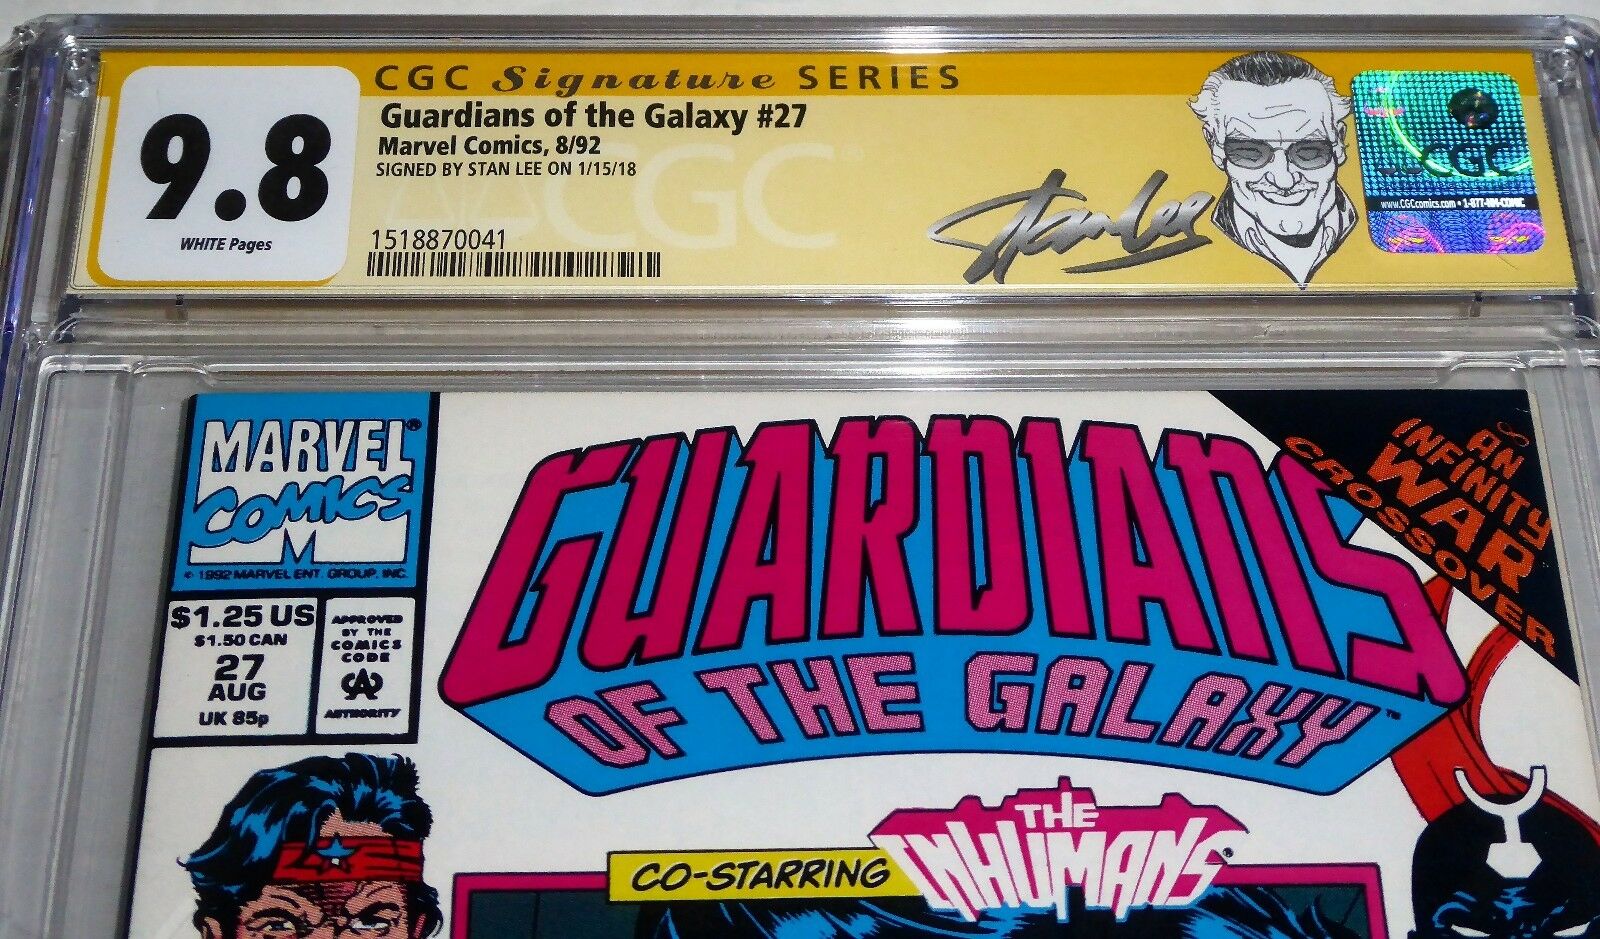 CGC Signature SERIES
9.8
WHITE Pages
Guardians of the Galaxy #27
Marvel Comics, 8/92
SIGNED BY STAN LEE ON 1/15/18
CGC
1518870041
Stan Lee
CGC
www.CGCcomics.com • 1-877-NM-COMIC
MARVEL®
COMICS
M
© 1992 MARVEL ENT. GROUP, INC.
$1.25 US
$1.50 CAN
27
AUG
UK 85p
APPROVED
BY THE
COMICS
CODE
CA
AUTHORITY
GUARDIANS
OF THE GALAXY™
AN
INFINITY
WAR
CROSSOVER
CO-STARRING
THE
INHUMANS®